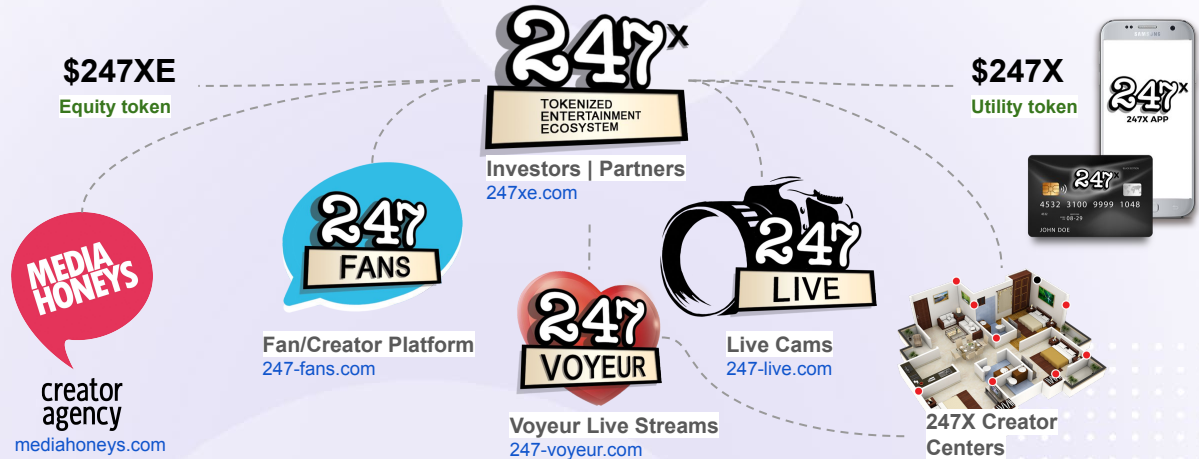 $247XE
Equity token
247X
TOKENIZED
ENTERTAINMENT
ECOSYSTEM
Investors | Partners
247xe.com
$247X
Utility token
SAMSUNG
247X
247X APP
247X
4532 3100 9999 1048
08-29
JOHN DOE
MEDIA
HONEYS
creator
agency
mediahoneys.com
247
FANS
Fan/Creator Platform
247-fans.com
247
VOYEUR
Voyeur Live Streams
247-voyeur.com
247
LIVE
Live Cams
247-live.com
247X Creator
Centers